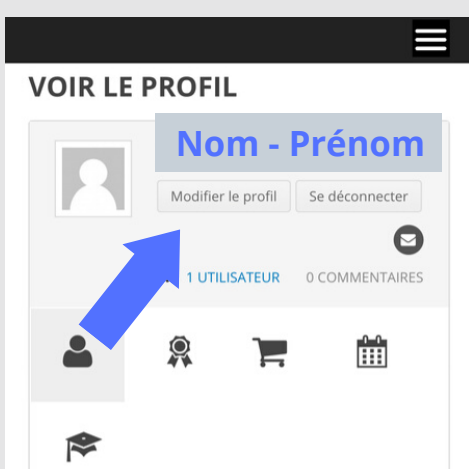 VOIR LE PROFIL
Nom - Prénom
Modifier le profil Se déconnecter
1 UTILISATEUR 0 COMMENTAIRES